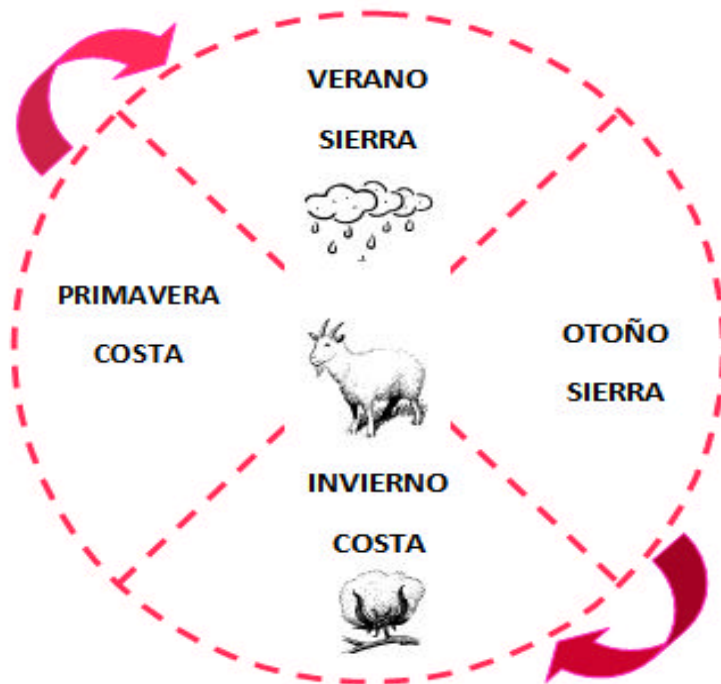 VERANO
SIERRA
PRIMAVERA
COSTA
OTOÑO
SIERRA
INVIERNO
COSTA